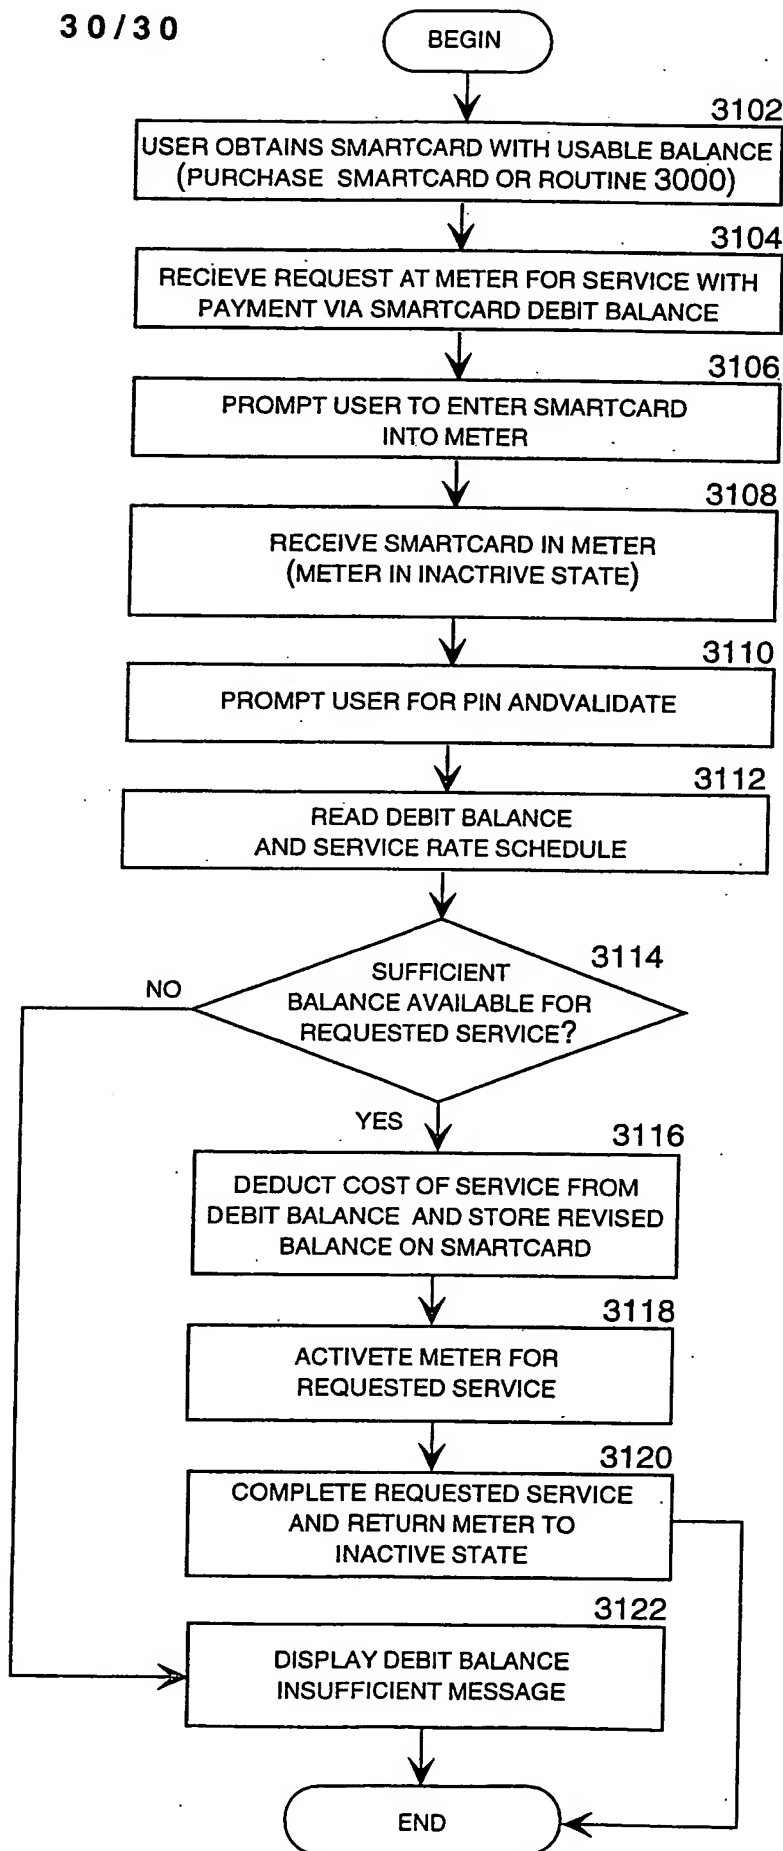 30/30
BEGIN
3102
USER OBTAINS SMARTCARD WITH USABLE BALANCE
(PURCHASE SMARTCARD OR ROUTINE 3000)
3104
RECIEVE REQUEST AT METER FOR SERVICE WITH
PAYMENT VIA SMARTCARD DEBIT BALANCE
3106
PROMPT USER TO ENTER SMARTCARD
INTO METER
3108
RECEIVE SMARTCARD IN METER
(METER IN INACTRIVE STATE)
3110
PROMPT USER FOR PIN ANDVALIDATE
3112
READ DEBIT BALANCE
AND SERVICE RATE SCHEDULE
3114
SUFFICIENT
BALANCE AVAILABLE FOR
REQUESTED SERVICE?
NO
YES
3116
DEDUCT COST OF SERVICE FROM
DEBIT BALANCE AND STORE REVISED
BALANCE ON SMARTCARD
3118
ACTIVETE METER FOR
REQUESTED SERVICE
3120
COMPLETE REQUESTED SERVICE
AND RETURN METER TO
INACTIVE STATE
3122
DISPLAY DEBIT BALANCE
INSUFFICIENT MESSAGE
END